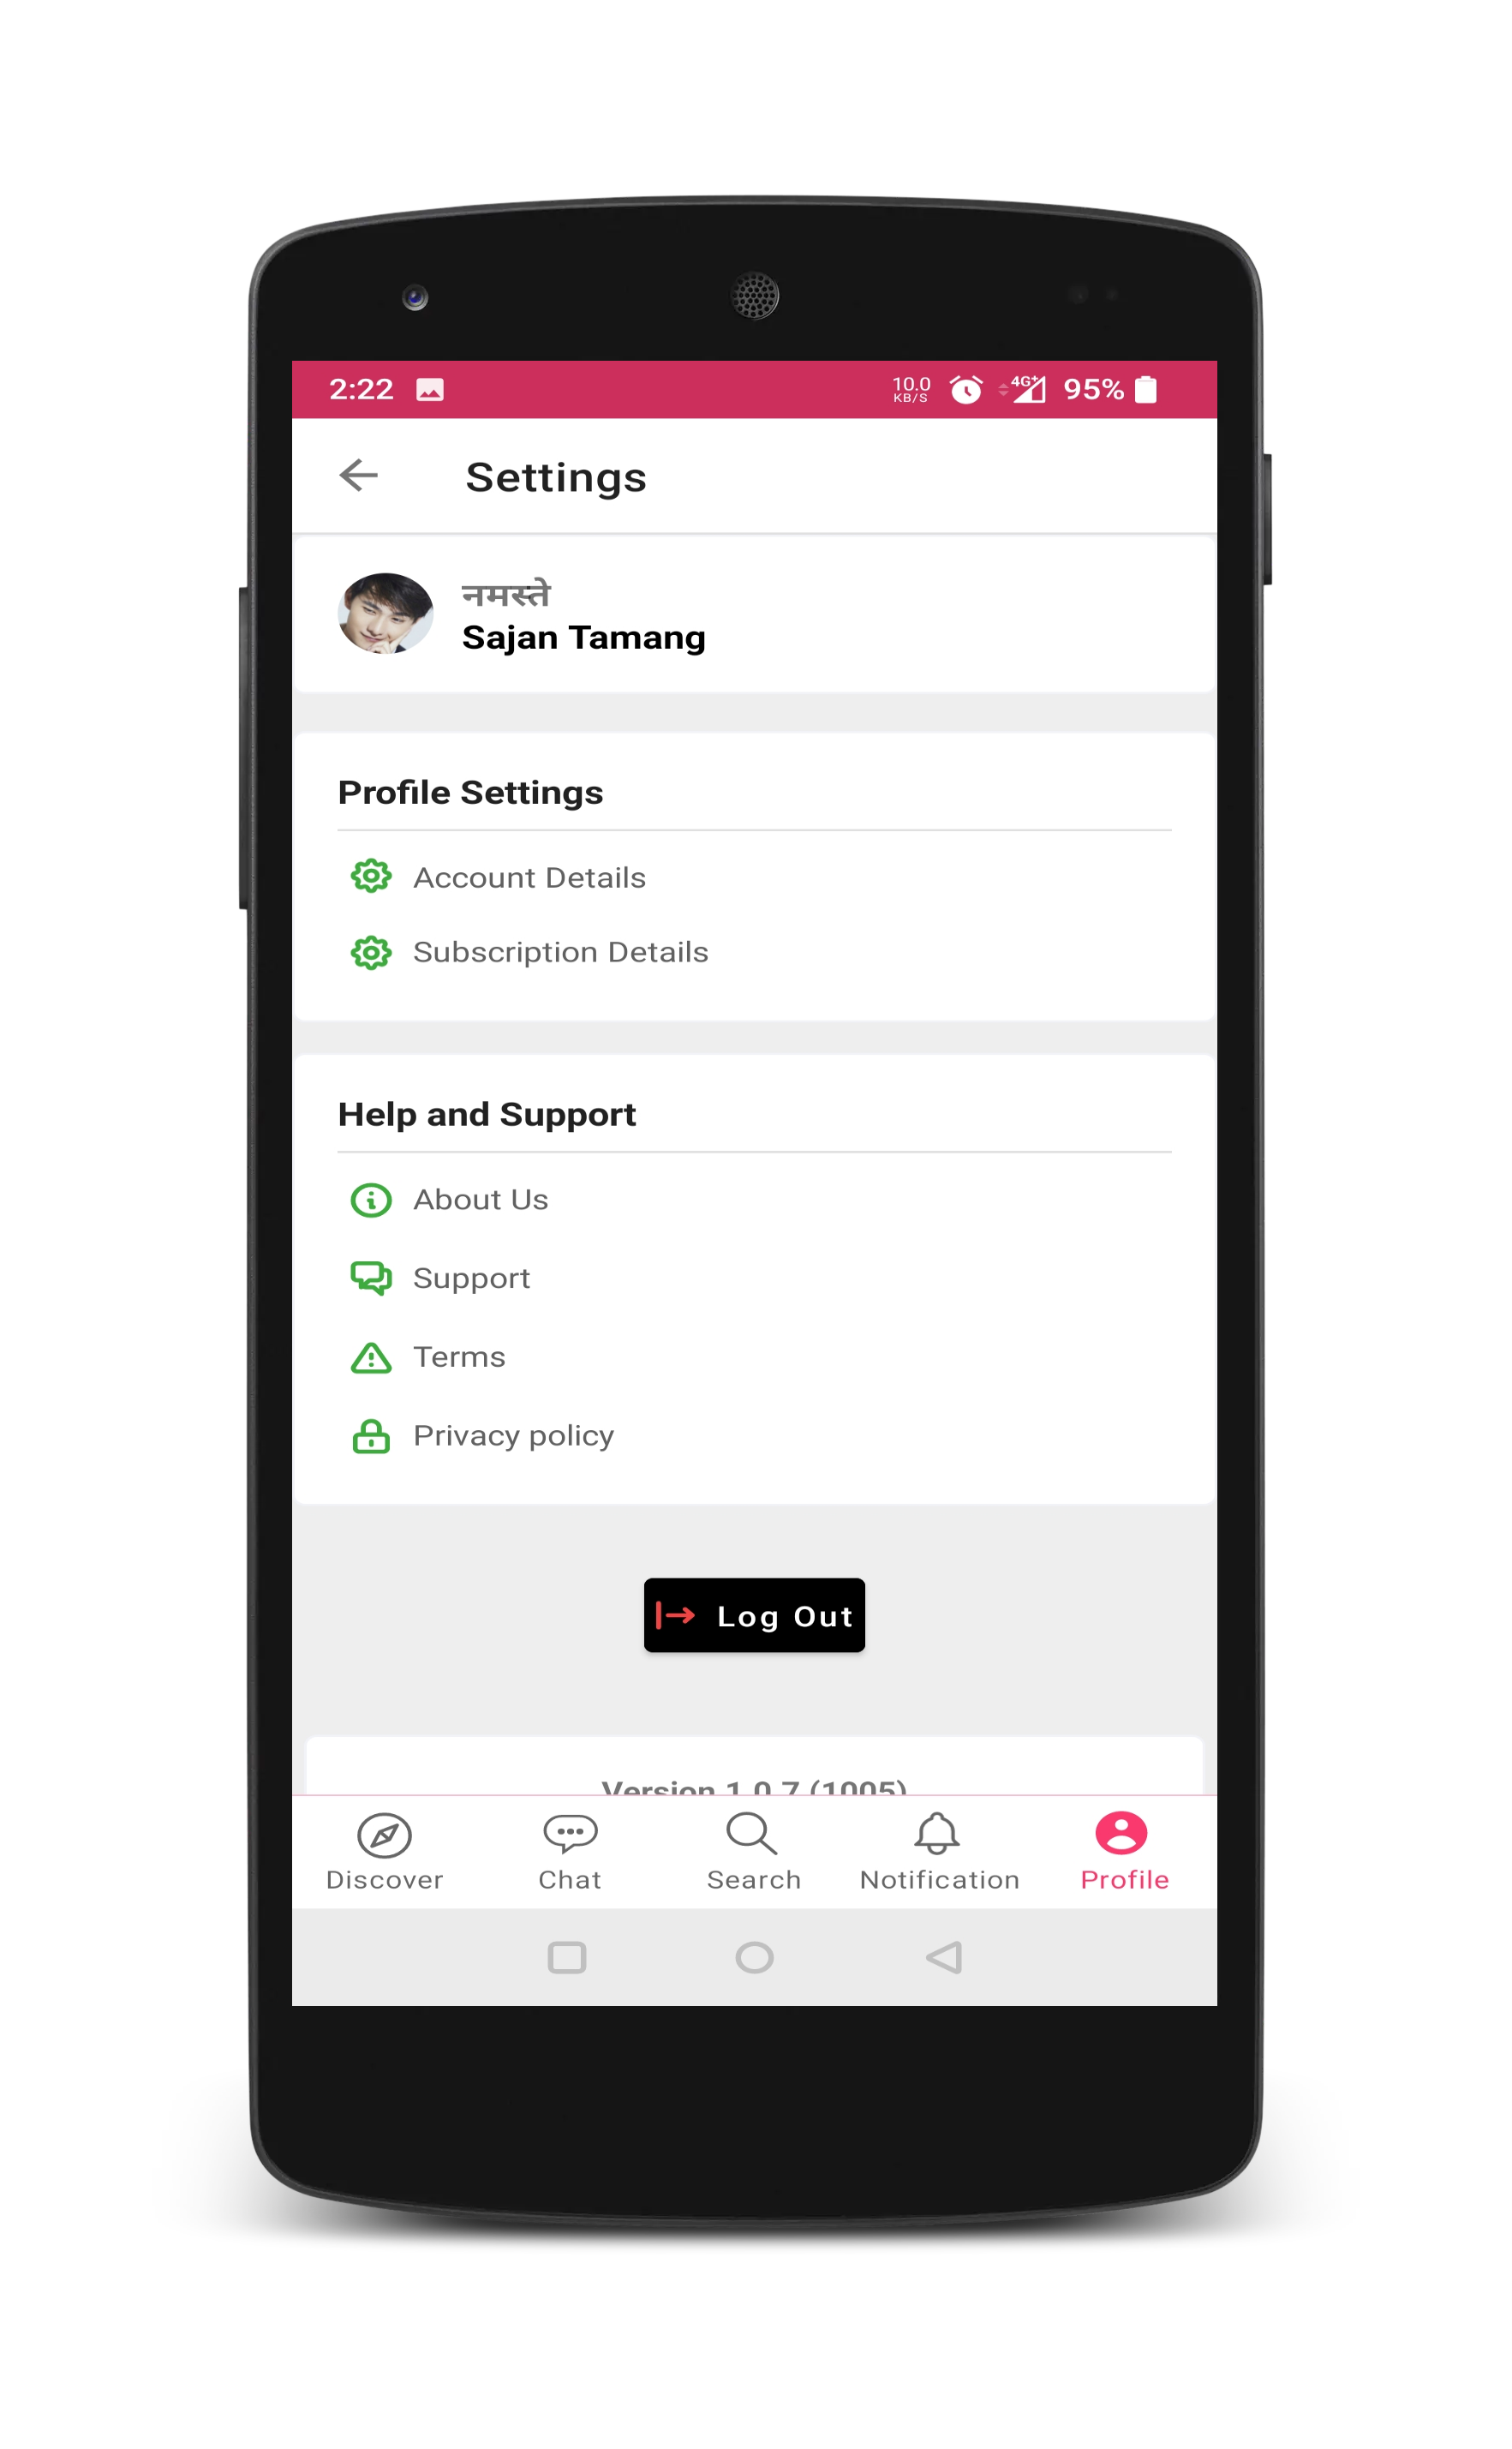 2:22 10.0 KB/S 4G+ 95%
Settings
नमस्ते
Sajan Tamang
Profile Settings
Account Details
Subscription Details
Help and Support
About Us
Support
Terms
Privacy policy
Log Out
Version 1.0.7 (1005)
Discover Chat Search Notification Profile